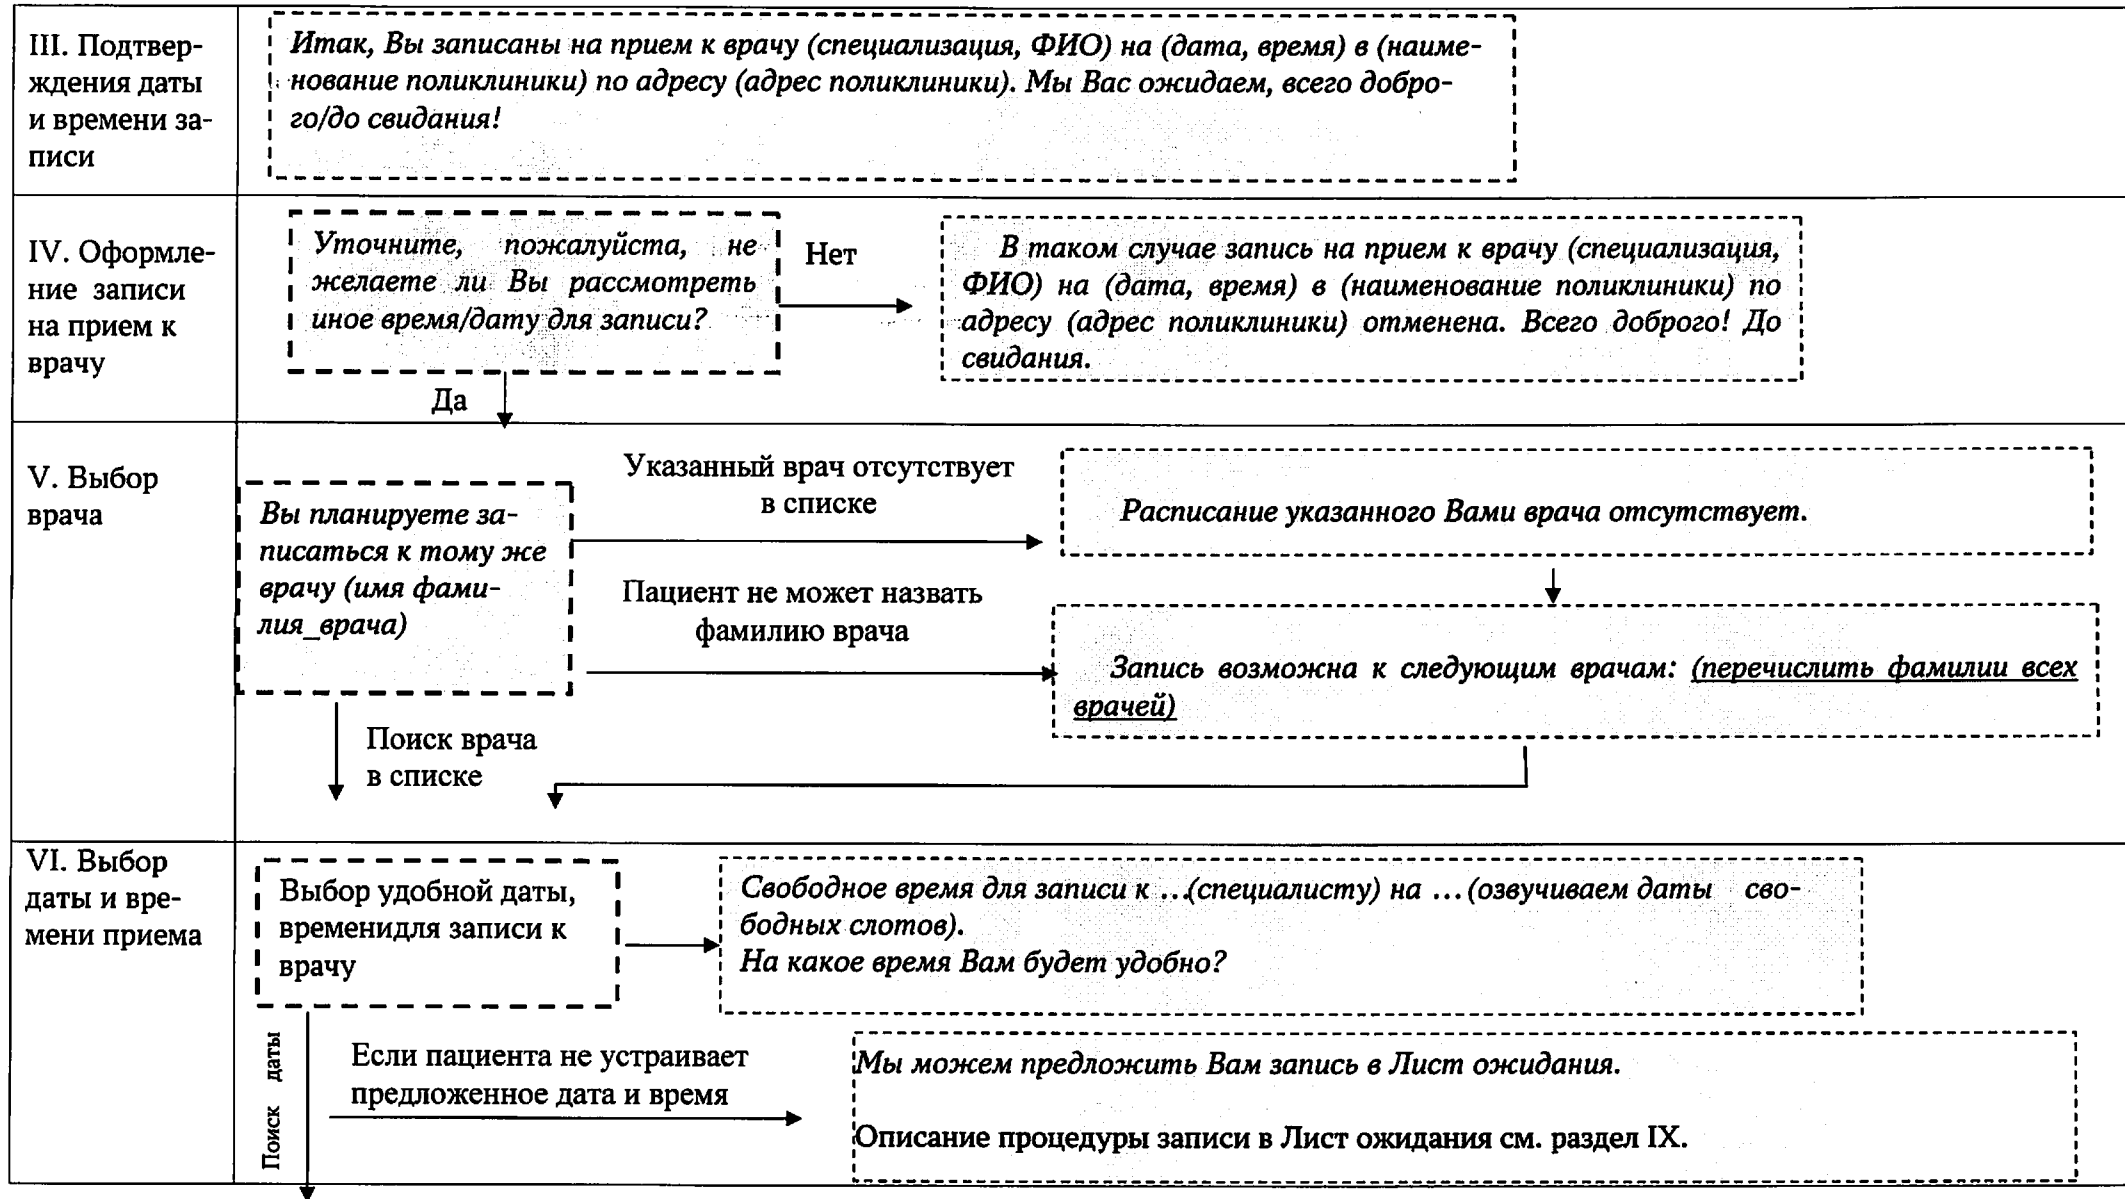 III. Подтвер-
ждения даты
и времени за-
писи
Итак, Вы записаны на прием к врачу (специализация, ФИО) на (дата, время) в (наиме-
нование поликлиники) по адресу (адрес поликлиники). Мы Вас ожидаем, всего добро-
го/до свидания!
IV. Оформле-
ние записи
на прием к
врачу
Уточните, пожалуйста, не
желаете ли Вы рассмотреть
иное время/дату для записи?
Нет
В таком случае запись на прием к врачу (специализация,
ФИО) на (дата, время) в (наименование поликлиники) по
адресу (адрес поликлиники) отменена. Всего доброго! До
свидания.
Да
V. Выбор
врача
Вы планируете за-
писаться к тому же
врачу (имя фами-
лия_врача)
Указанный врач отсутствует
в списке
Расписание указанного Вами врача отсутствует.
Пациент не может назвать
фамилию врача
Запись возможна к следующим врачам: (перечислить фамилии всех
врачей)
Поиск врача
в списке
VI. Выбор
даты и вре-
мени приема
Выбор удобной даты,
временидля записи к
врачу
Свободное время для записи к ...(специалисту) на ... (озвучиваем даты сво-
бодных слотов).
На какое время Вам будет удобно?
Поиск даты
Если пациента не устраивает
предложенное дата и время
Мы можем предложить Вам запись в Лист ожидания.
Описание процедуры записи в Лист ожидания см. раздел IX.